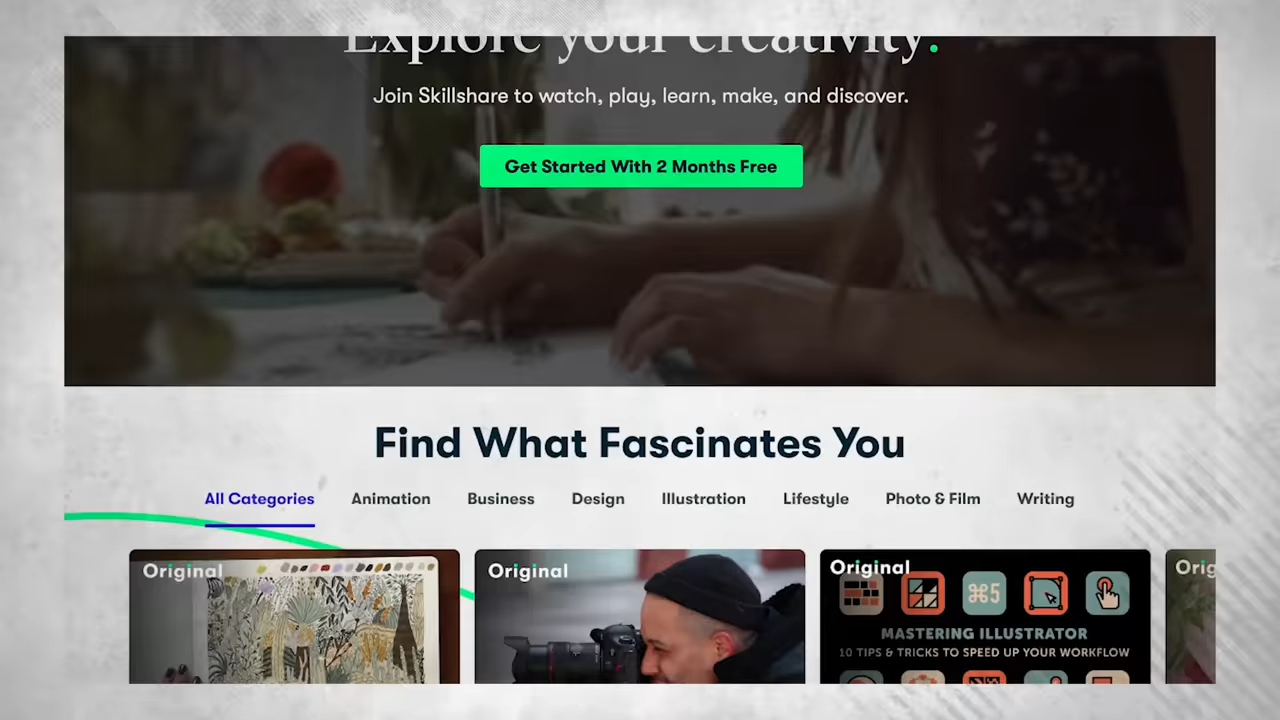 Explore your creativity.
Join Skillshare to watch, play, learn, make, and discover.
Get Started With 2 Months Free
Find What Fascinates You
All Categories Animation Business Design Illustration Lifestyle Photo & Film Writing
Original Original Original Orig
⌘5
MASTERING ILLUSTRATOR
10 TIPS & TRICKS TO SPEED UP YOUR WORKFLOW